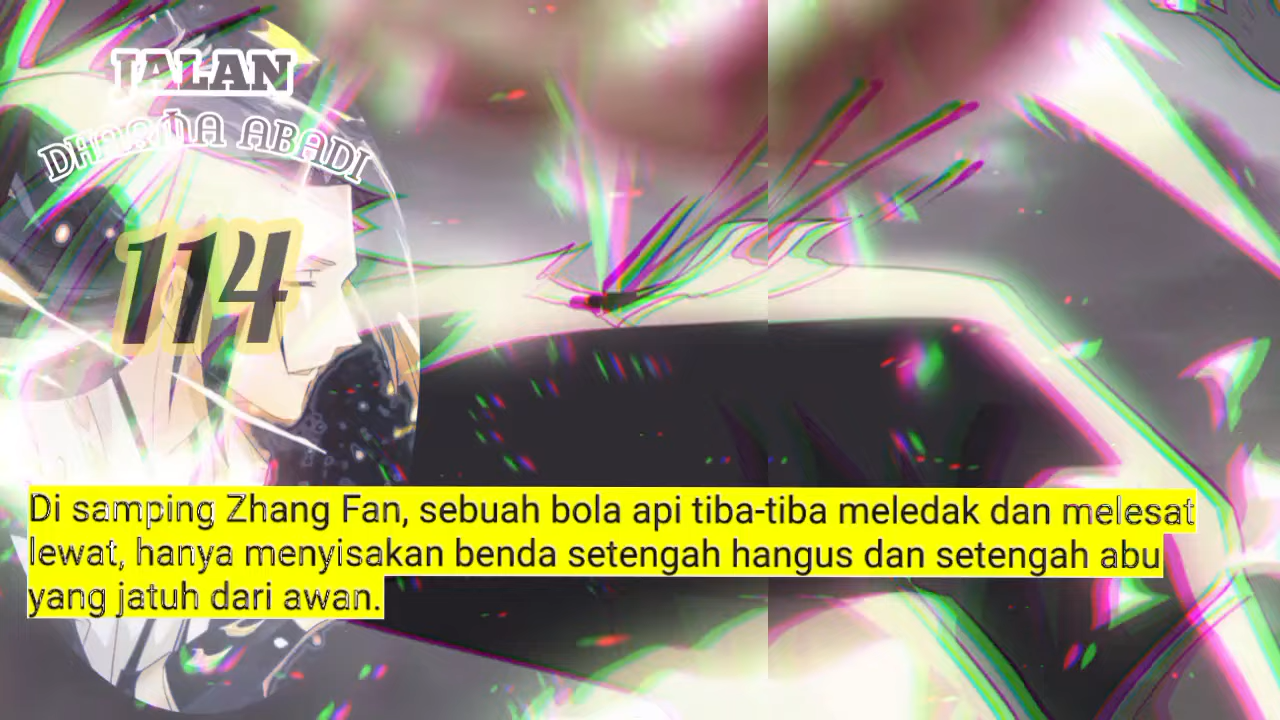 JALAN
DHARMA ABADI
114
Di samping Zhang Fan, sebuah bola api tiba-tiba meledak dan melesat
lewat, hanya menyisakan benda setengah hangus dan setengah abu
yang jatuh dari awan.